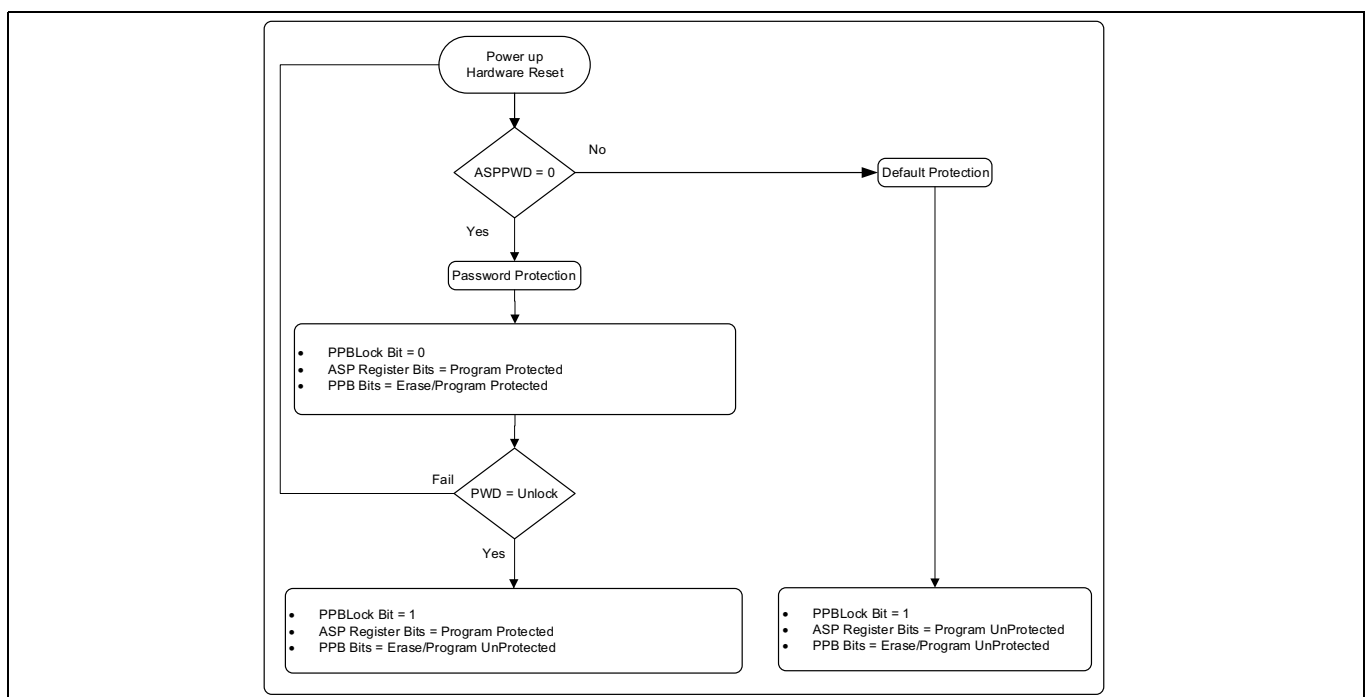 Power up
Hardware Reset
ASPPWD = 0
No
Default Protection
Yes
Password Protection
• PPBLock Bit = 0
• ASP Register Bits = Program Protected
• PPB Bits = Erase/Program Protected
Fail
PWD = Unlock
Yes
• PPBLock Bit = 1
• ASP Register Bits = Program Protected
• PPB Bits = Erase/Program UnProtected
• PPBLock Bit = 1
• ASP Register Bits = Program UnProtected
• PPB Bits = Erase/Program UnProtected